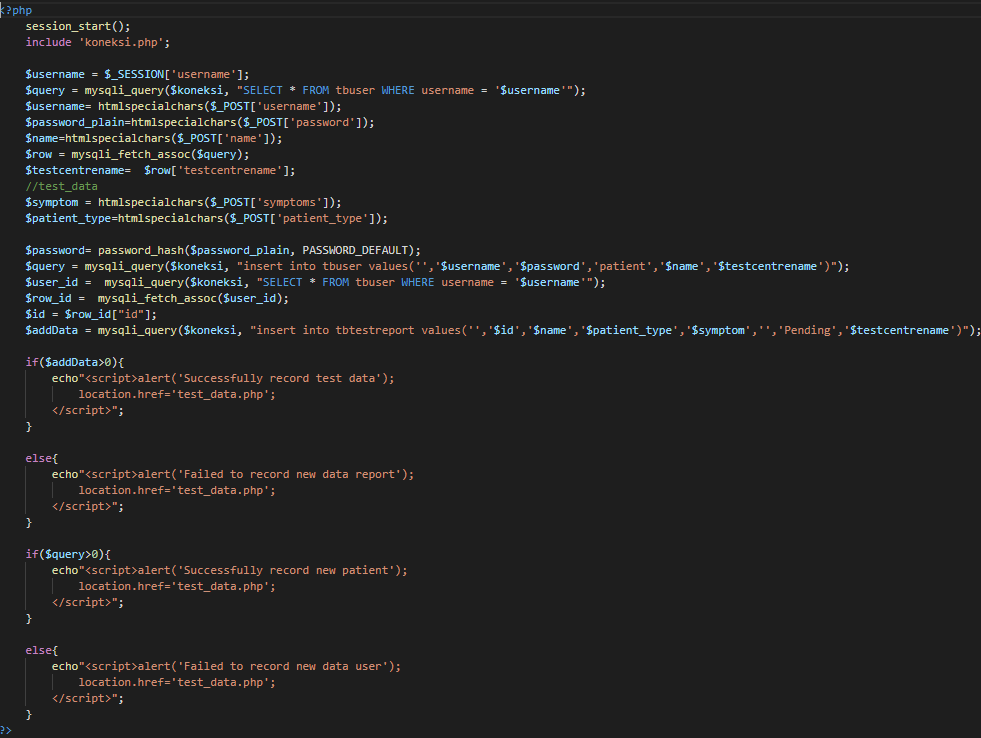 <?php
session_start();
include 'koneksi.php';
$username = $_SESSION['username'];
$query = mysqli_query($koneksi, "SELECT * FROM tbuser WHERE username = '$username'");
$username= htmlspecialchars($_POST['username']);
$password_plain=htmlspecialchars($_POST['password']);
$name=htmlspecialchars($_POST['name']);
$row = mysqli_fetch_assoc($query);
$testcentrename=  $row['testcentrename'];
//test_data
$symptom = htmlspecialchars($_POST['symptoms']);
$patient_type=htmlspecialchars($_POST['patient_type']);
$password= password_hash($password_plain, PASSWORD_DEFAULT);
$query = mysqli_query($koneksi, "insert into tbuser values('','$username','$password','patient','$name','$testcentrename')");
$user_id =  mysqli_query($koneksi, "SELECT * FROM tbuser WHERE username = '$username'");
$row_id =  mysqli_fetch_assoc($user_id);
$id = $row_id["id"];
$addData = mysqli_query($koneksi, "insert into tbtestreport values('','$id','$name','$patient_type','$symptom','','Pending','$testcentrename')");
if($addData>0){
echo"<script>alert('Successfully record test data');
location.href='test_data.php';
</script>";
}
else{
echo"<script>alert('Failed to record new data report');
location.href='test_data.php';
</script>";
}
if($query>0){
echo"<script>alert('Successfully record new patient');
location.href='test_data.php';
</script>";
}
else{
echo"<script>alert('Failed to record new data user');
location.href='test_data.php';
</script>";
}
?>